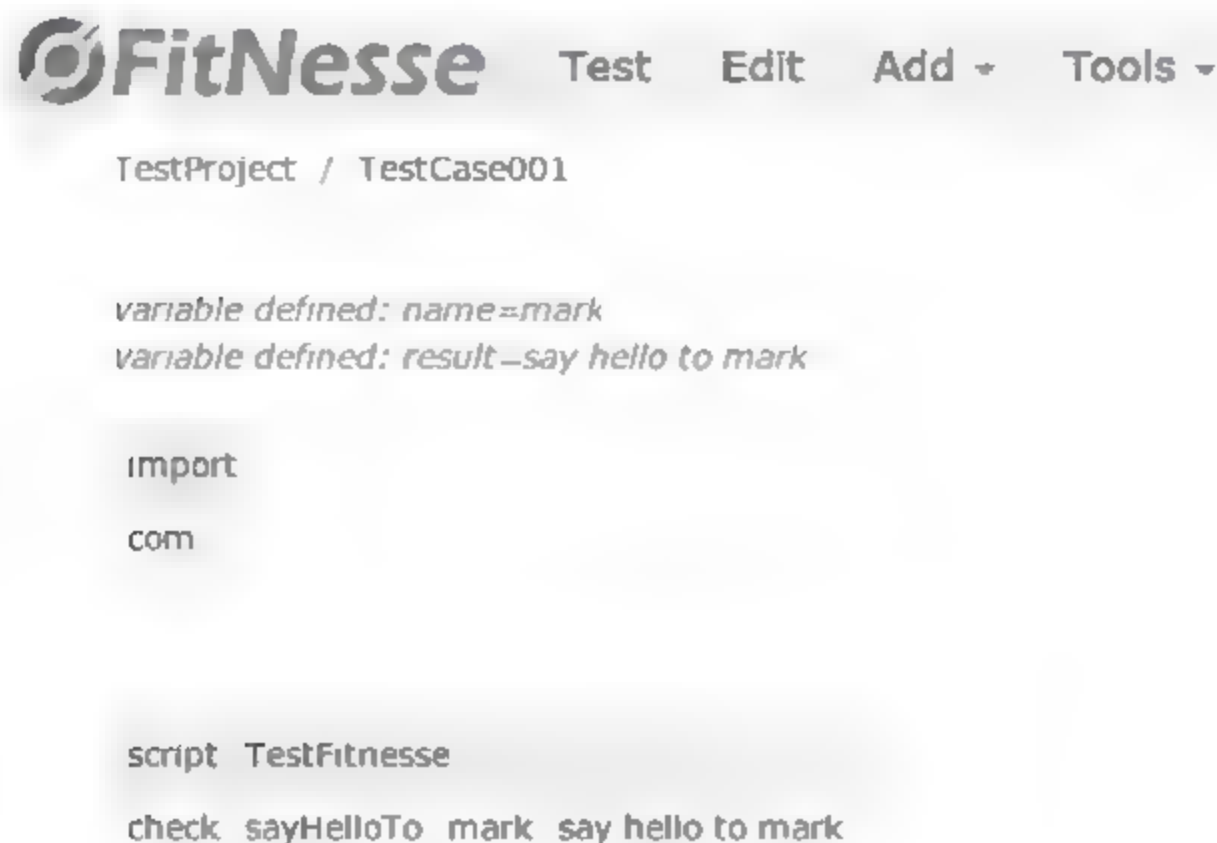 FitNesse Test Edit Add Tools
TestProject / TestCase001
variable defined: name=mark
variable defined: result=say hello to mark
import
com
script TestFitnesse
check sayHelloTo mark say hello to mark